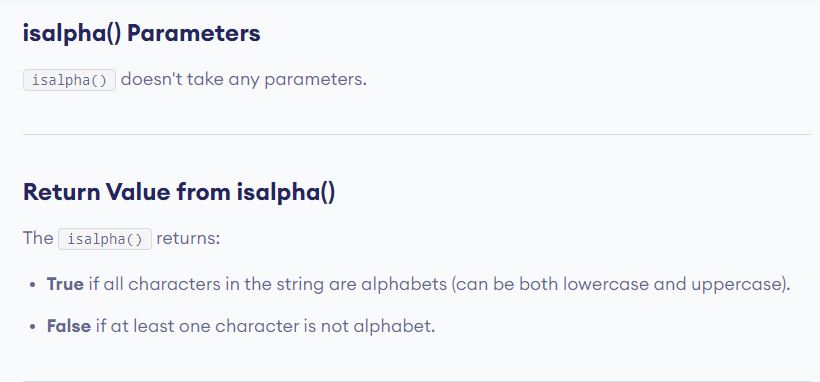 isalpha() Parameters
isalpha() doesn't take any parameters.
Return Value from isalpha()
The isalpha() returns:
• True if all characters in the string are alphabets (can be both lowercase and uppercase).
• False if at least one character is not alphabet.